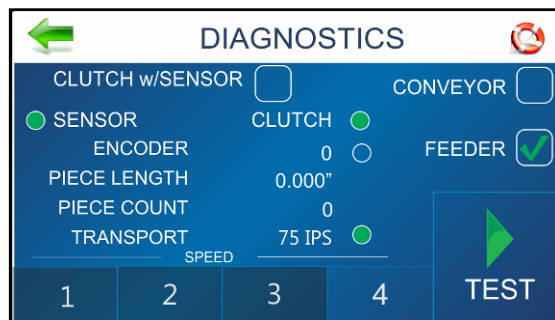 DIAGNOSTICS
CLUTCH w/SENSOR
CONVEYOR
SENSOR CLUTCH
ENCODER 0
FEEDER
PIECE LENGTH 0.000”
PIECE COUNT 0
TRANSPORT 75 IPS
SPEED
1 2 3 4 TEST